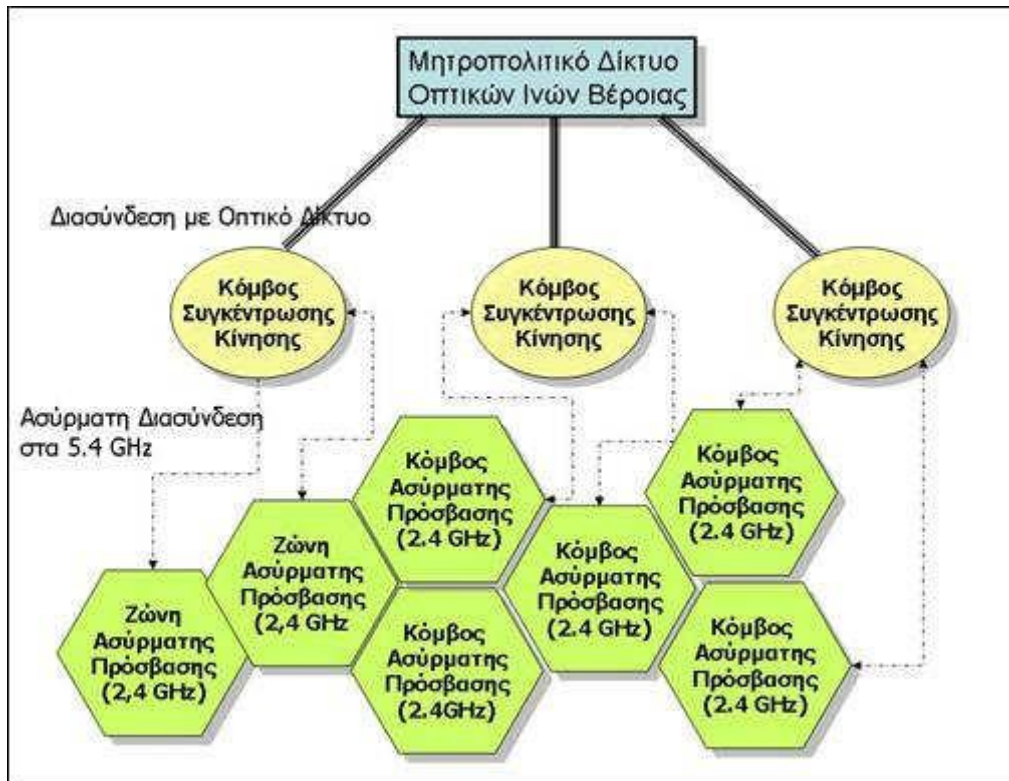 Μητροπολιτικό Δίκτυο
Οπτικών Ινών Βέροιας
Διασύνδεση με Οπτικό Δίκτυο
Κόμβος
Συγκέντρωσης
Κίνησης
Κόμβος
Συγκέντρωσης
Κίνησης
Κόμβος
Συγκέντρωσης
Κίνησης
Ασύρματη Διασύνδεση
στα 5.4 GHz
Κόμβος
Ασύρματης
Πρόσβασης
(2.4 GHz)
Κόμβος
Ασύρματης
Πρόσβασης
(2.4 GHz)
Ζώνη
Ασύρματης
Πρόσβασης
(2,4 GHz
Κόμβος
Ασύρματης
Πρόσβασης
(2.4 GHz)
Ζώνη
Ασύρματης
Πρόσβασης
(2,4 GHz)
Κόμβος
Ασύρματης
Πρόσβασης
(2.4GHz)
Κόμβος
Ασύρματης
Πρόσβασης
(2.4 GHz)